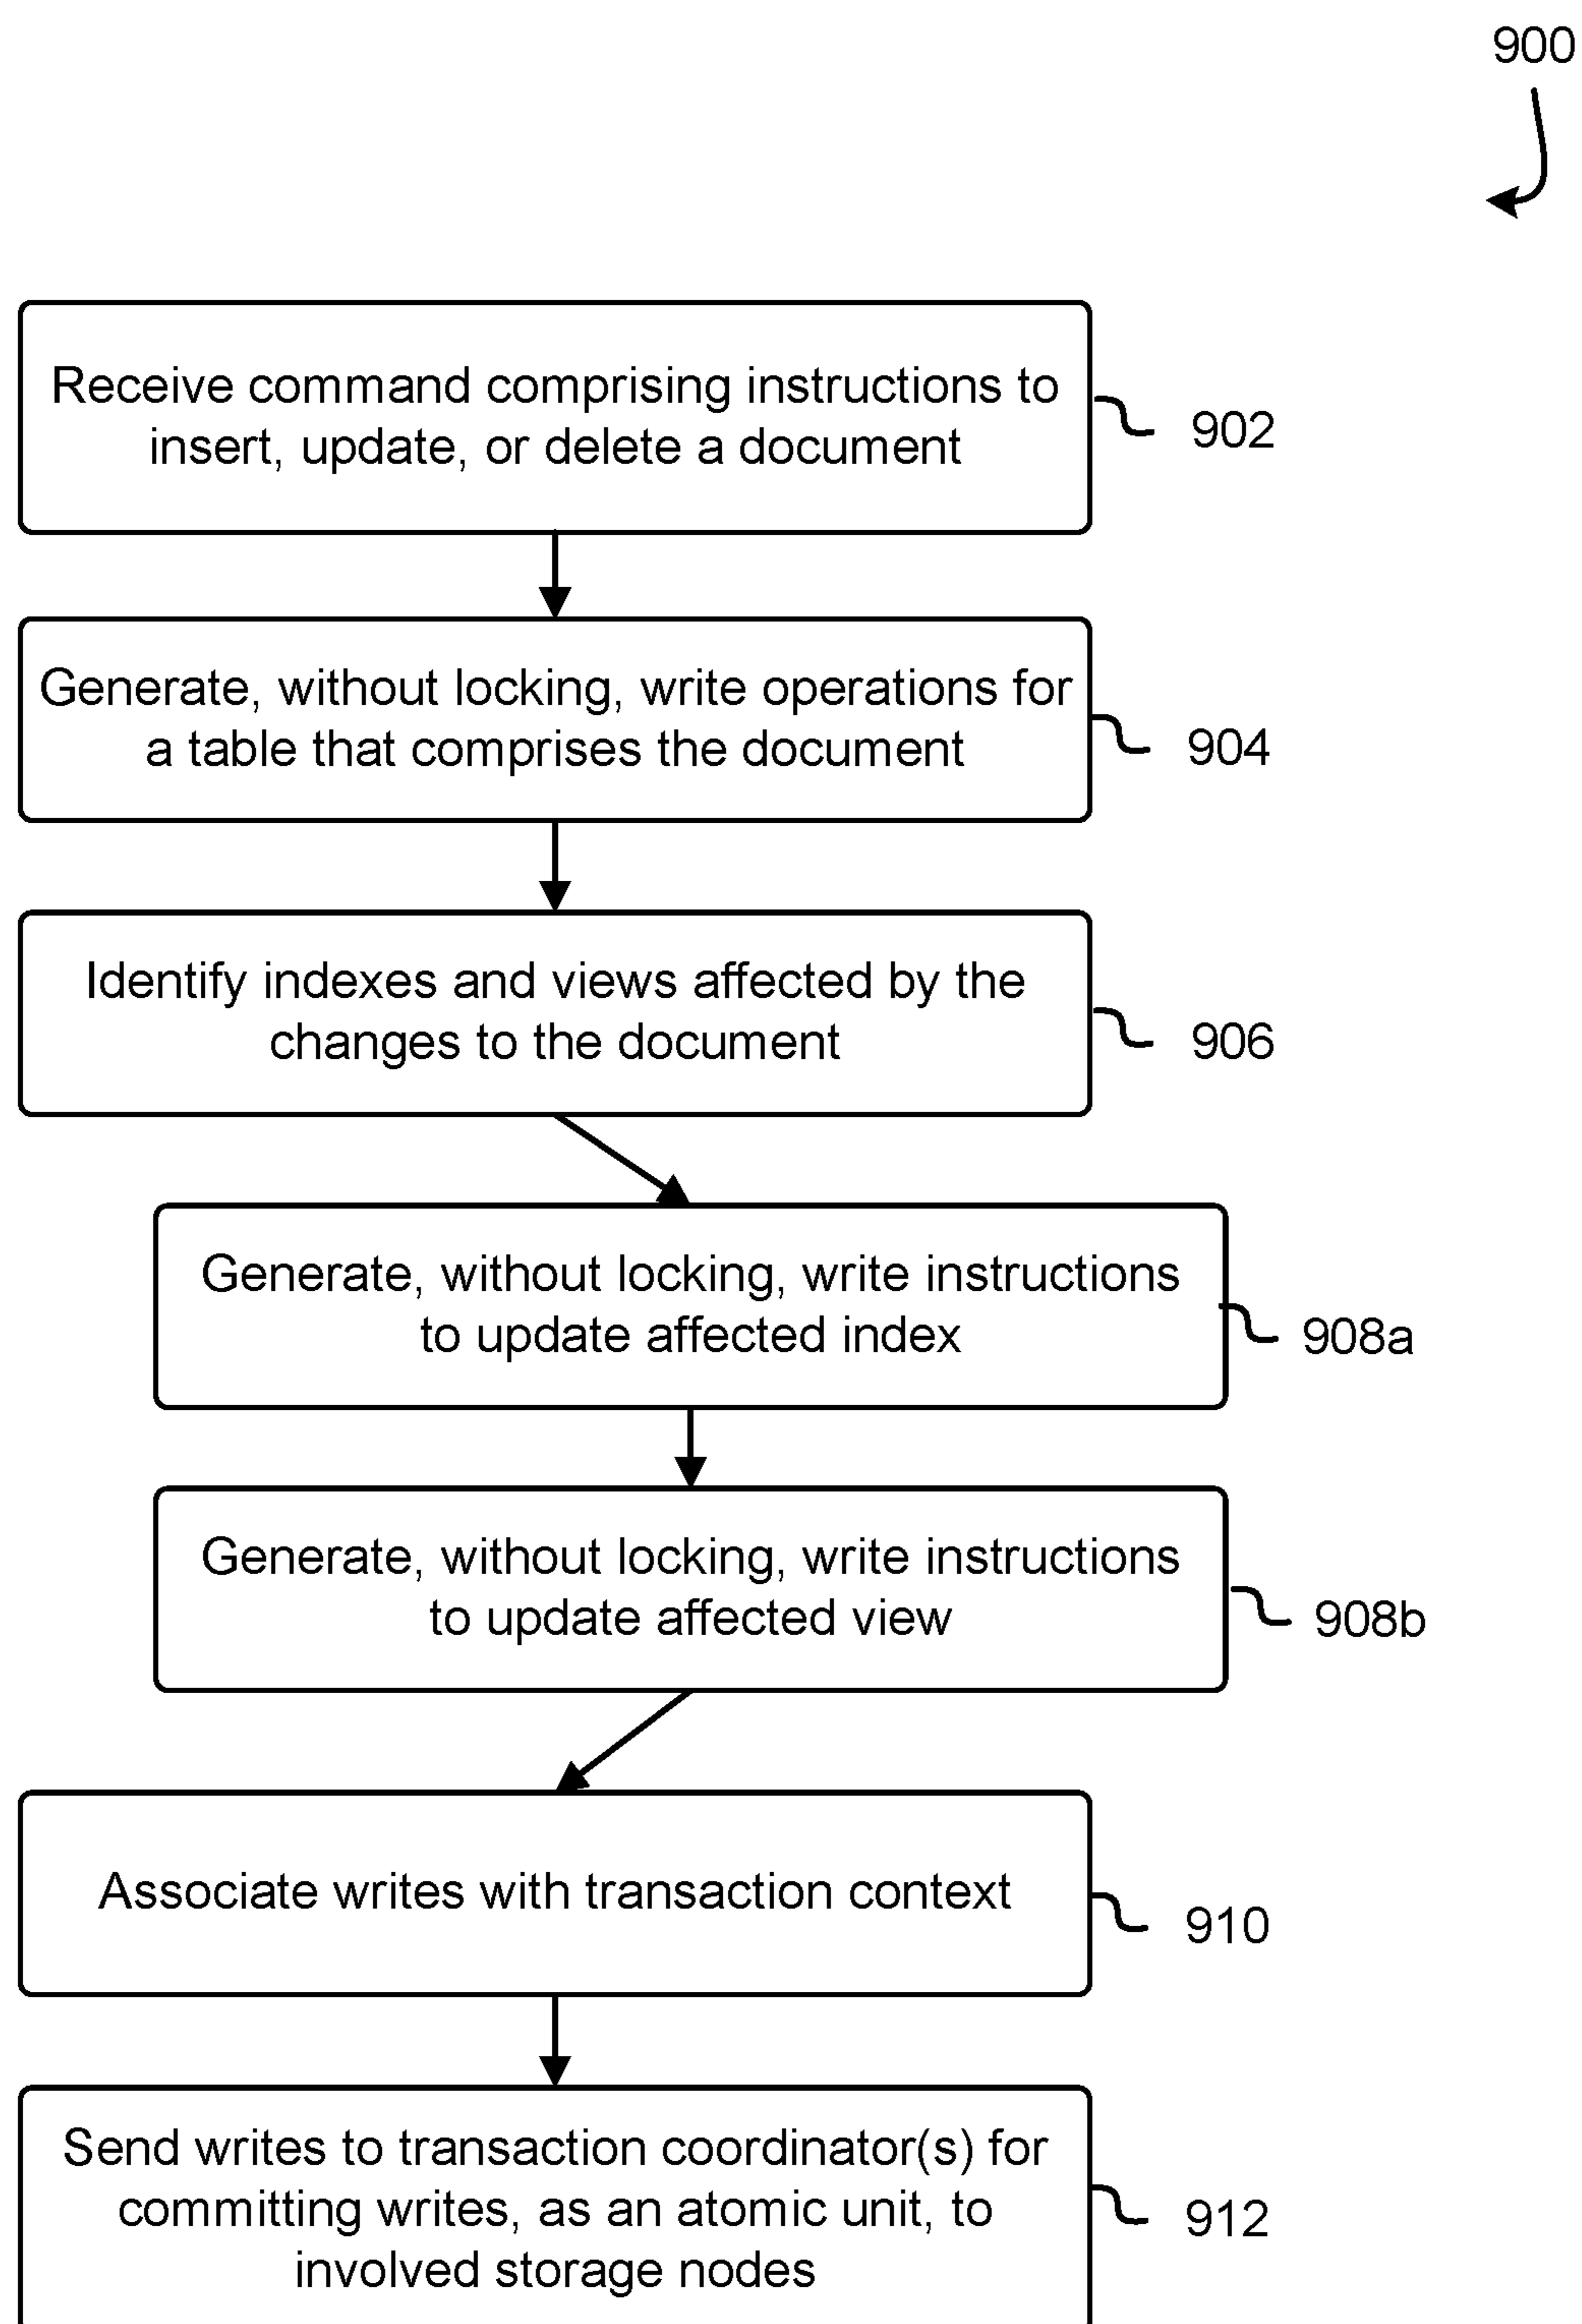 900
Receive command comprising instructions to
insert, update, or delete a document
902
Generate, without locking, write operations for
a table that comprises the document
904
Identify indexes and views affected by the
changes to the document
906
Generate, without locking, write instructions
to update affected index
908a
Generate, without locking, write instructions
to update affected view
908b
Associate writes with transaction context
910
Send writes to transaction coordinator(s) for
committing writes, as an atomic unit, to
involved storage nodes
912